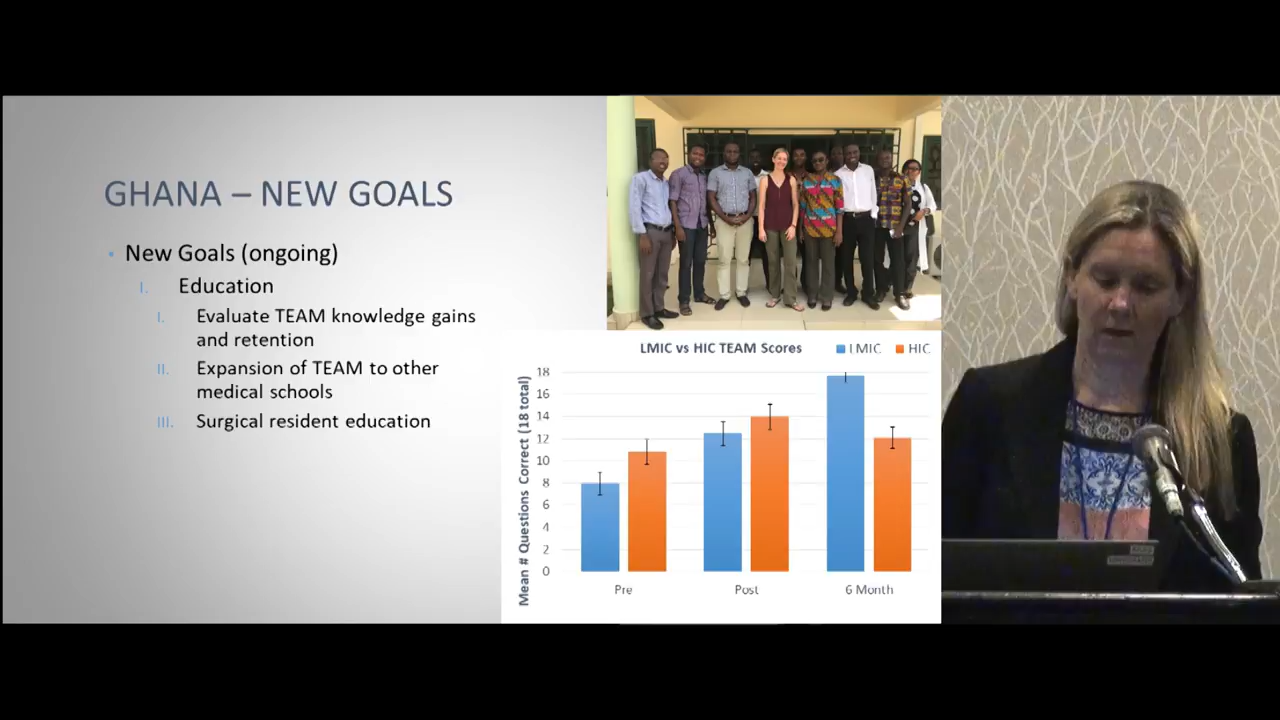 GHANA – NEW GOALS
• New Goals (ongoing)
I. Education
I. Evaluate TEAM knowledge gains
and retention
II. Expansion of TEAM to other
medical schools
III. Surgical resident education
LMIC vs HIC TEAM Scores
LMIC HIC
Mean # Questions Correct (18 total)
18
16
14
12
10
8
6
4
2
0
Pre Post 6 Month